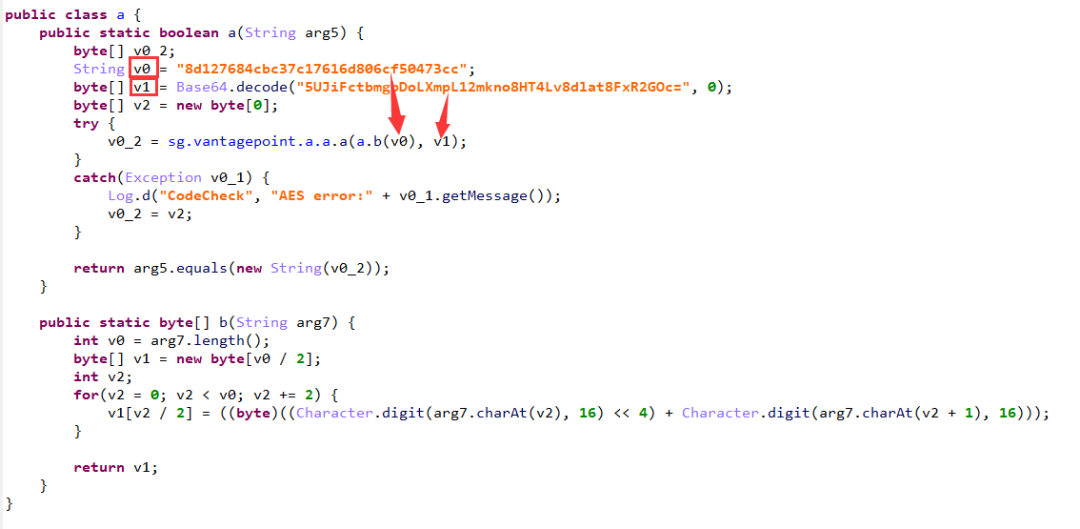 public class a {
public static boolean a(String arg5) {
byte[] v0_2;
String v0 = "8d127684cbc37c17616d806cf50473cc";
byte[] v1 = Base64.decode("5UJiFctbmgbDoLXmpL12mkno8HT4Lv8dlat8FxR2GOc=", 0);
byte[] v2 = new byte[0];
try {
v0_2 = sg.vantagepoint.a.a.a(a.b(v0), v1);
}
catch(Exception v0_1) {
Log.d("CodeCheck", "AES error:" + v0_1.getMessage());
v0_2 = v2;
}
return arg5.equals(new String(v0_2));
}
public static byte[] b(String arg7) {
int v0 = arg7.length();
byte[] v1 = new byte[v0 / 2];
int v2;
for(v2 = 0; v2 < v0; v2 += 2) {
v1[v2 / 2] = ((byte)((Character.digit(arg7.charAt(v2), 16) << 4) + Character.digit(arg7.charAt(v2 + 1), 16)));
}
return v1;
}
}